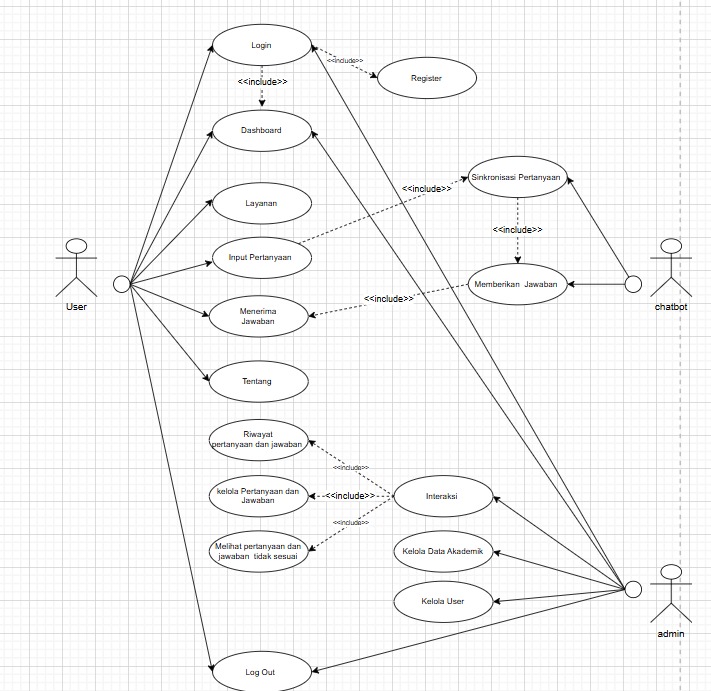 Login
<<include>>
Register
<<include>>
Dashboard
Sinkronisasi Pertanyaan
<<include>>
Layanan
<<include>>
Input Pertanyaan
Memberikan Jawaban
<<include>>
User
chatbot
Menerima
Jawaban
Tentang
Riwayat
pertanyaan dan jawaban
<<include>>
kelola Pertanyaan dan
Jawaban
<<include>>
Interaksi
<<include>>
Melihat pertanyaan dan
jawaban tidak sesuai
Kelola Data Akademik
Kelola User
admin
Log Out